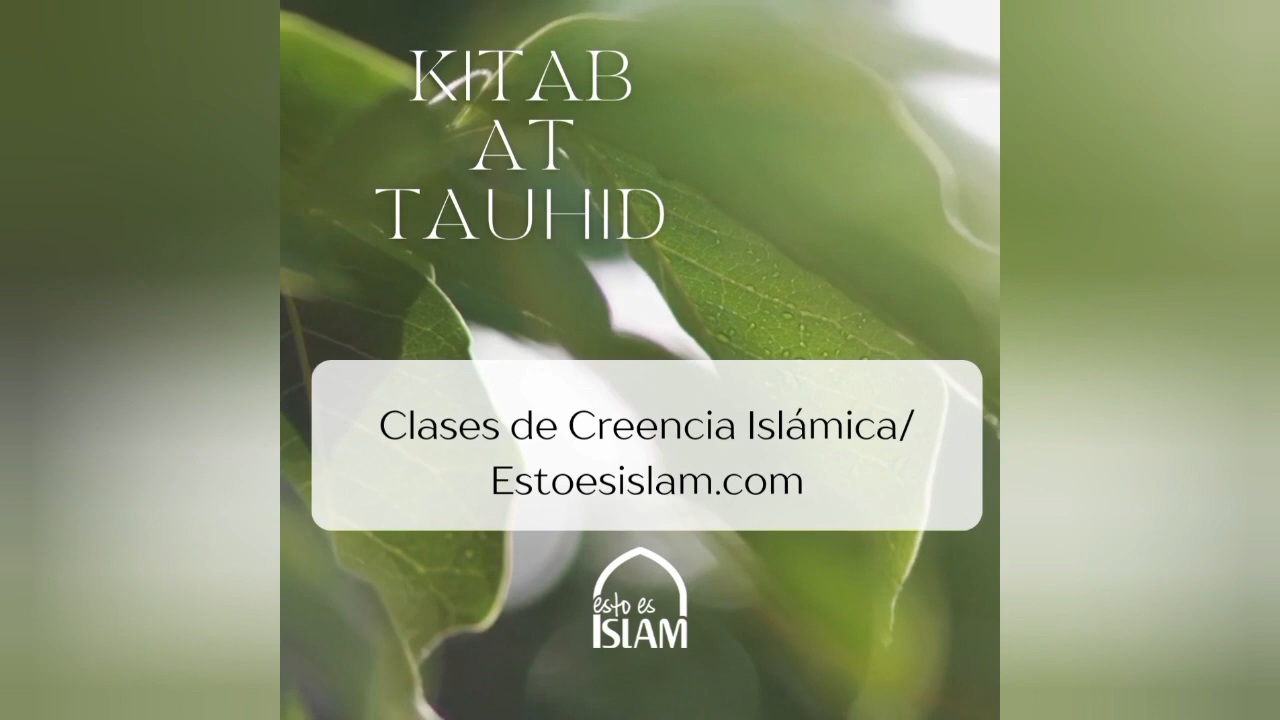 KITAB
AT
TAUHID
Clases de Creencia Islámica/
Estoesislam.com
esto es
ISLAM